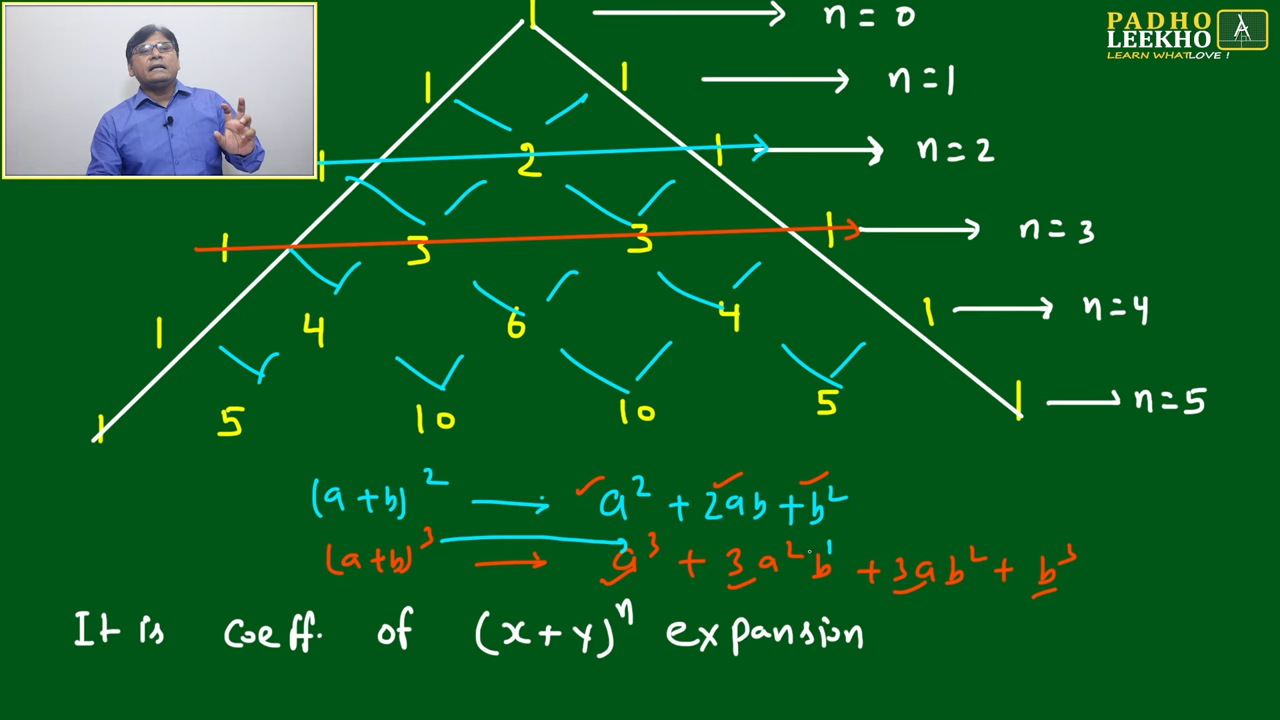 1 n = 0
PADHO
LEEKHO
LEARN WHAT LOVE !
1 1 n = 1
1 2 1 n = 2
1 3 3 1 n = 3
1 4 6 4 1 n = 4
1 5 10 10 5 1 n = 5
(a + b)² → a² + 2ab + b²
(a + b)³ → a³ + 3a²b¹ + 3ab² + b³
It is coeff. of (x + y)ⁿ expansion